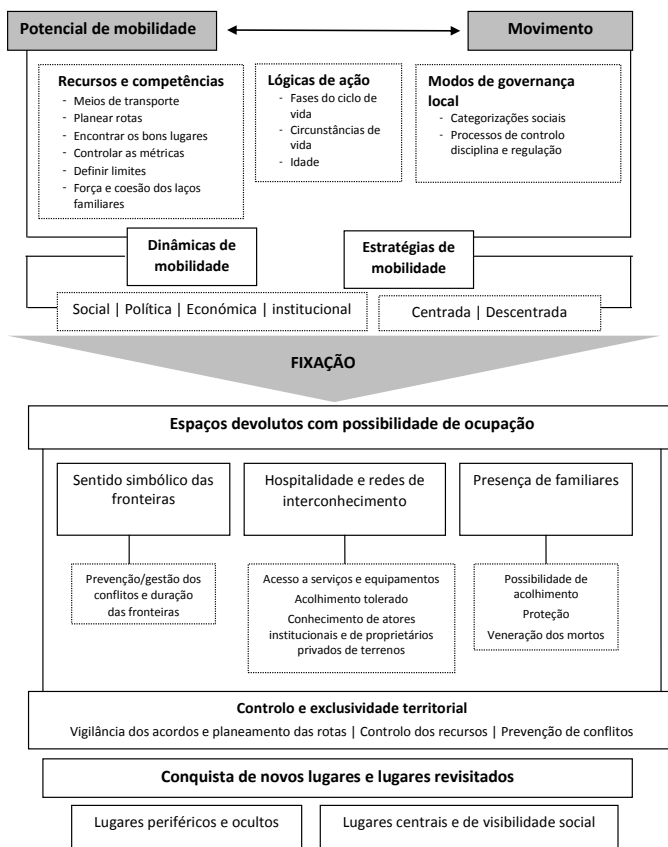 Potencial de mobilidade
Movimento
Recursos e competências
- Meios de transporte
- Planear rotas
- Encontrar os bons lugares
- Controlar as métricas
- Definir limites
- Força e coesão dos laços
familiares
Lógicas de ação
- Fases do ciclo de
vida
- Circunstâncias de
vida
- Idade
Modos de governança
local
- Categorizações sociais
- Processos de controlo
disciplina e regulação
Dinâmicas de
mobilidade
Estratégias de
mobilidade
Social | Política | Económica | institucional
Centrada | Descentrada
FIXAÇÃO
Espaços devolutos com possibilidade de ocupação
Sentido simbólico das
fronteiras
Hospitalidade e redes de
interconhecimento
Presença de familiares
Prevenção/gestão dos
conflitos e duração
das fronteiras
Acesso a serviços e equipamentos
Acolhimento tolerado
Conhecimento de atores
institucionais e de proprietários
privados de terrenos
Possibilidade de
acolhimento
Proteção
Veneração dos mortos
Controlo e exclusividade territorial
Vigilância dos acordos e planeamento das rotas | Controlo dos recursos | Prevenção de conflitos
Conquista de novos lugares e lugares revisitados
Lugares periféricos e ocultos
Lugares centrais e de visibilidade social